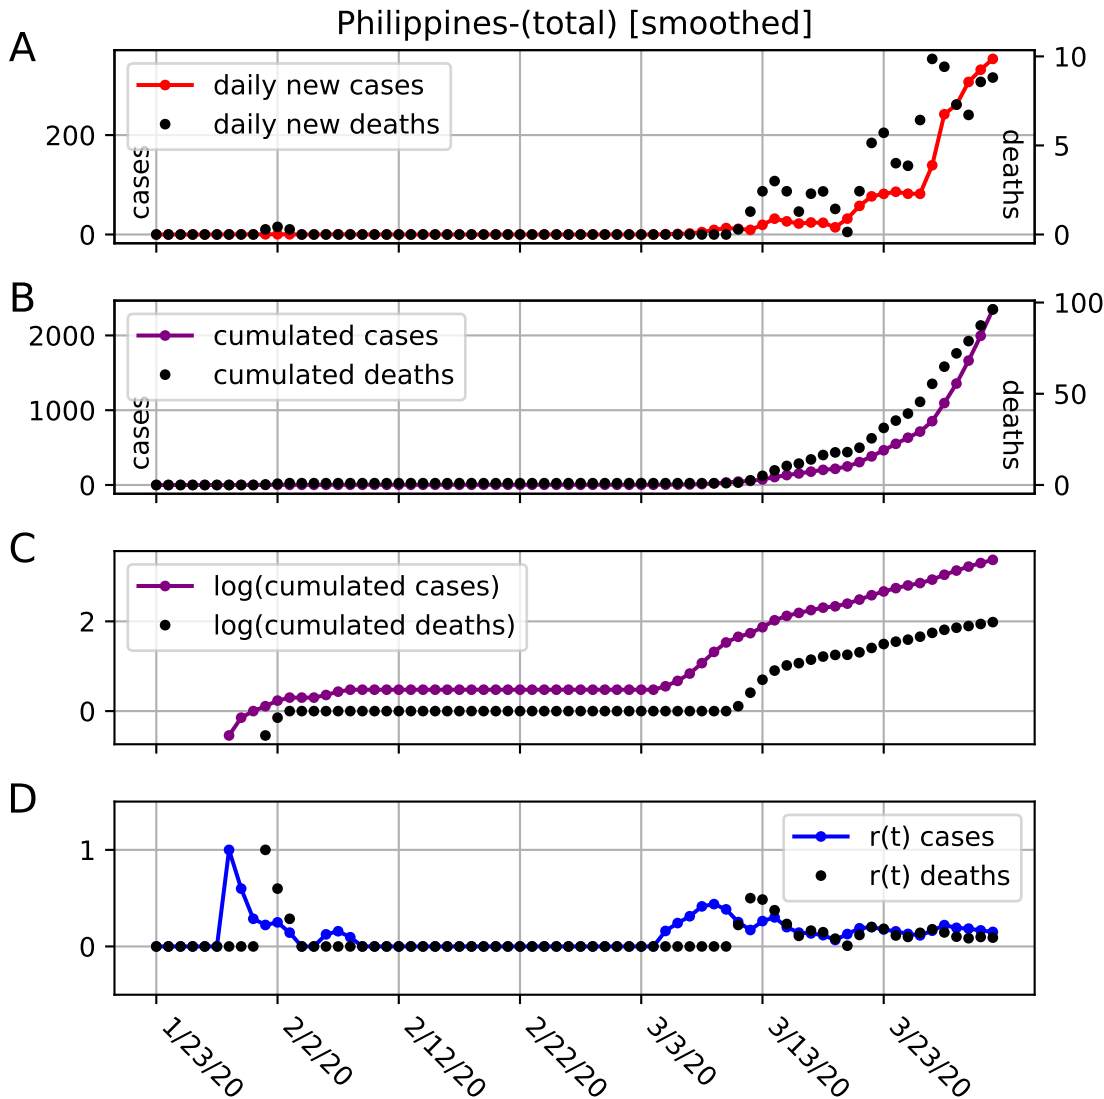 Philippines-(total) [smoothed]
A
daily new cases
daily new deaths
200
0
cases
10
5
0
deaths
B
cumulated cases
cumulated deaths
2000
1000
0
cases
100
50
0
deaths
C
log(cumulated cases)
log(cumulated deaths)
2
0
D
r(t) cases
r(t) deaths
1
0
1/23/20
2/2/20
2/12/20
2/22/20
3/3/20
3/13/20
3/23/20